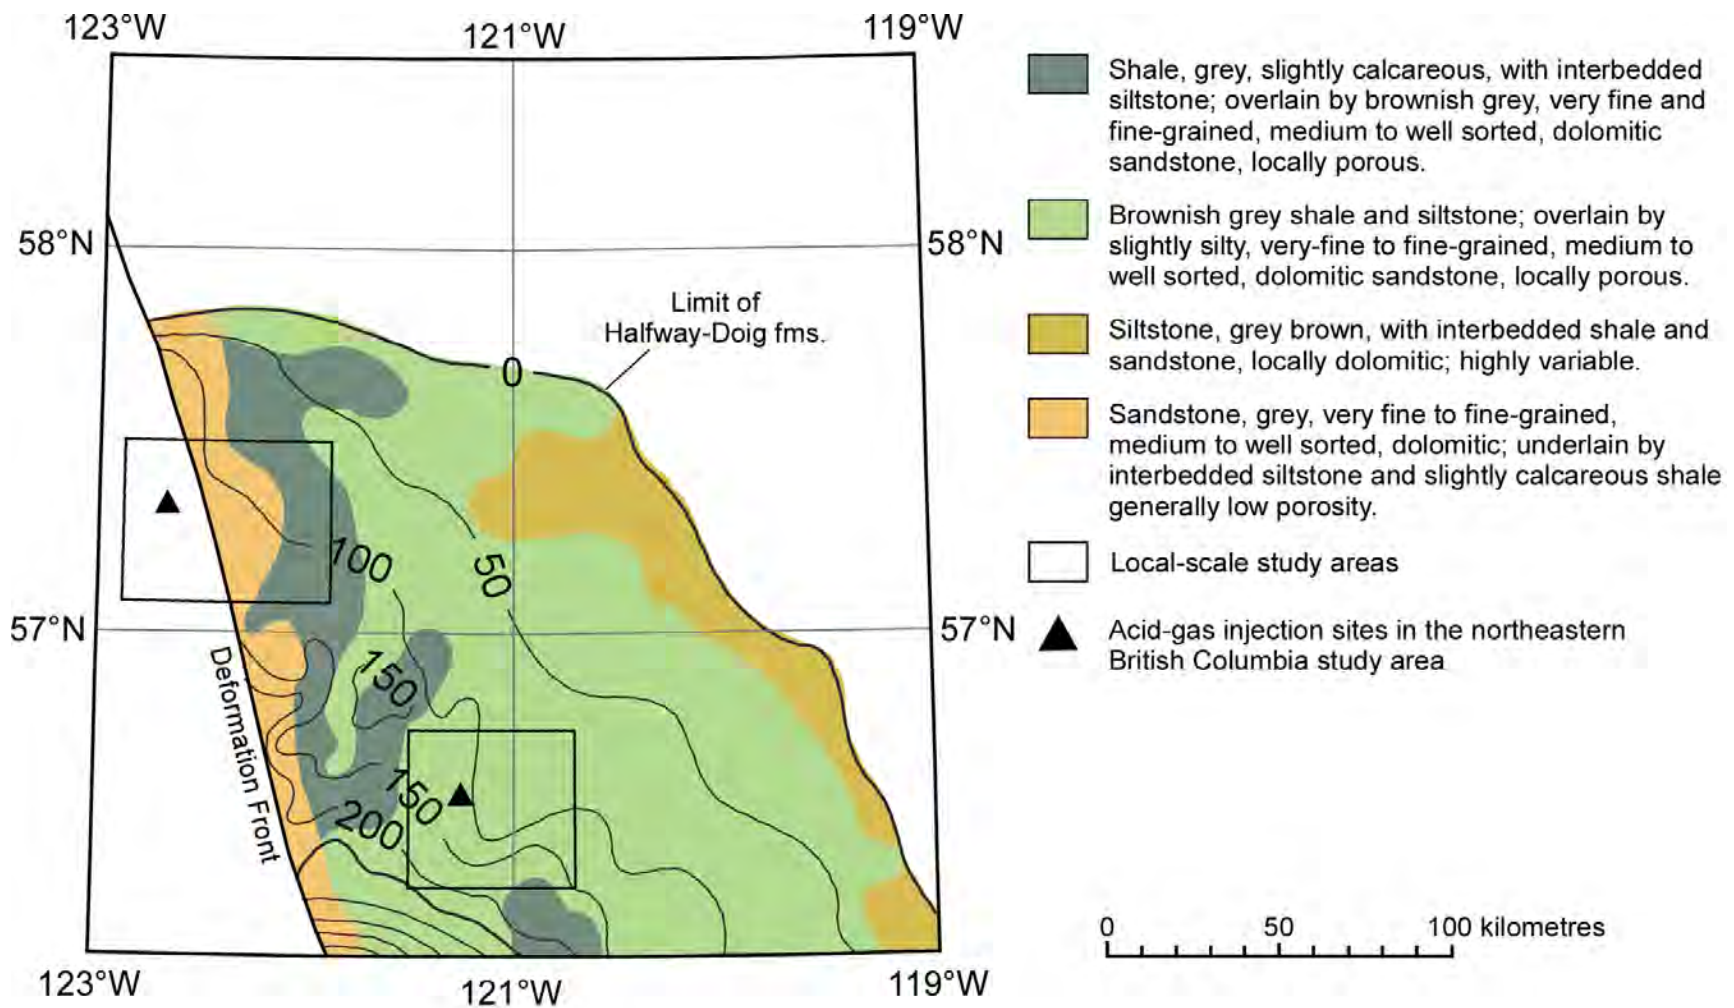 123°W
121°W
119°W
58°N
58°N
Limit of
Halfway-Doig fms.
0
100
50
57°N
57°N
150
150
200
Deformation Front
123°W
121°W
119°W
Shale, grey, slightly calcareous, with interbedded
siltstone; overlain by brownish grey, very fine and
fine-grained, medium to well sorted, dolomitic
sandstone, locally porous.
Brownish grey shale and siltstone; overlain by
slightly silty, very-fine to fine-grained, medium to
well sorted, dolomitic sandstone, locally porous.
Siltstone, grey brown, with interbedded shale and
sandstone, locally dolomitic; highly variable.
Sandstone, grey, very fine to fine-grained,
medium to well sorted, dolomitic; underlain by
interbedded siltstone and slightly calcareous shale
generally low porosity.
Local-scale study areas
Acid-gas injection sites in the northeastern
British Columbia study area
0 50 100 kilometres